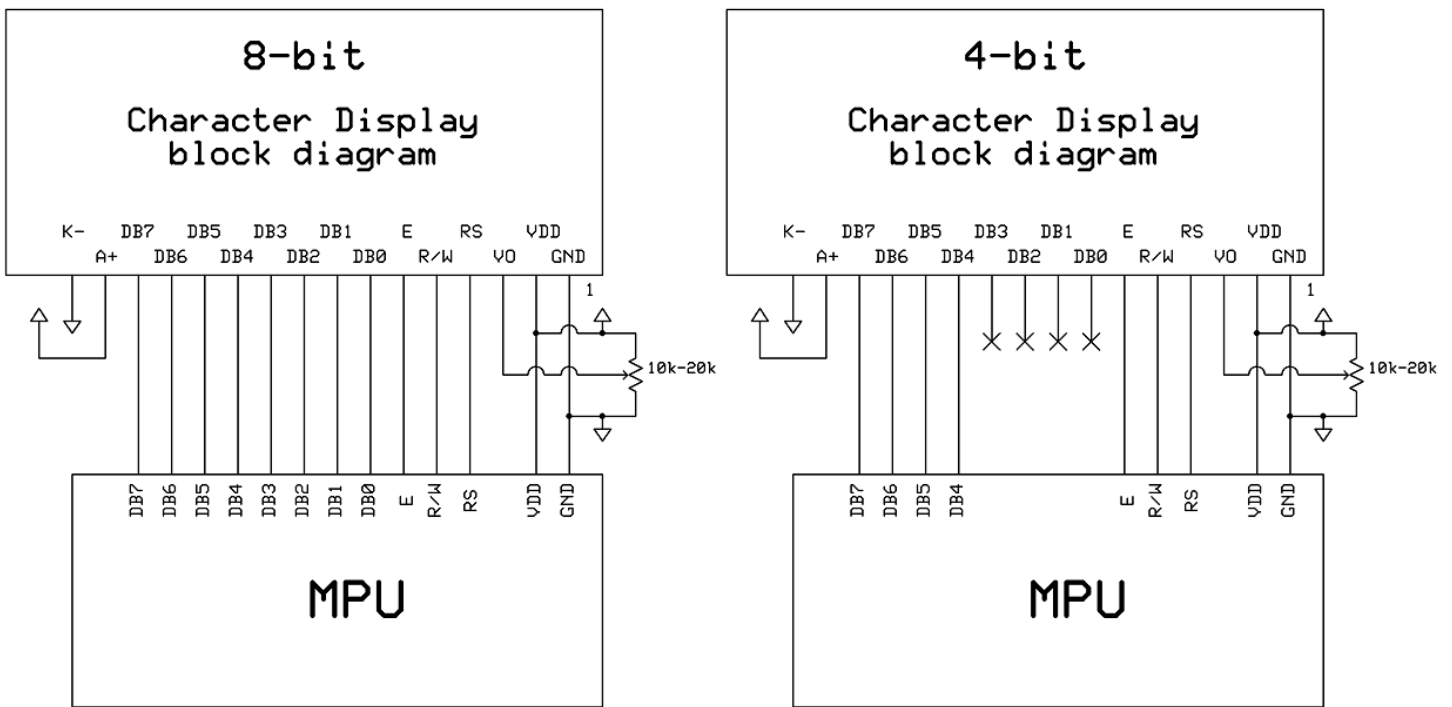 8-bit
Character Display
block diagram
K- DB7 DB5 DB3 DB1 E RS VDD
A+ DB6 DB4 DB2 DB0 R/W VO GND
1
10k-20k
DB7 DB6 DB5 DB4 DB3 DB2 DB1 DB0 E R/W RS VDD GND
MPU
4-bit
Character Display
block diagram
K- DB7 DB5 DB3 DB1 E RS VDD
A+ DB6 DB4 DB2 DB0 R/W VO GND
1
10k-20k
DB7 DB6 DB5 DB4 E R/W RS VDD GND
MPU